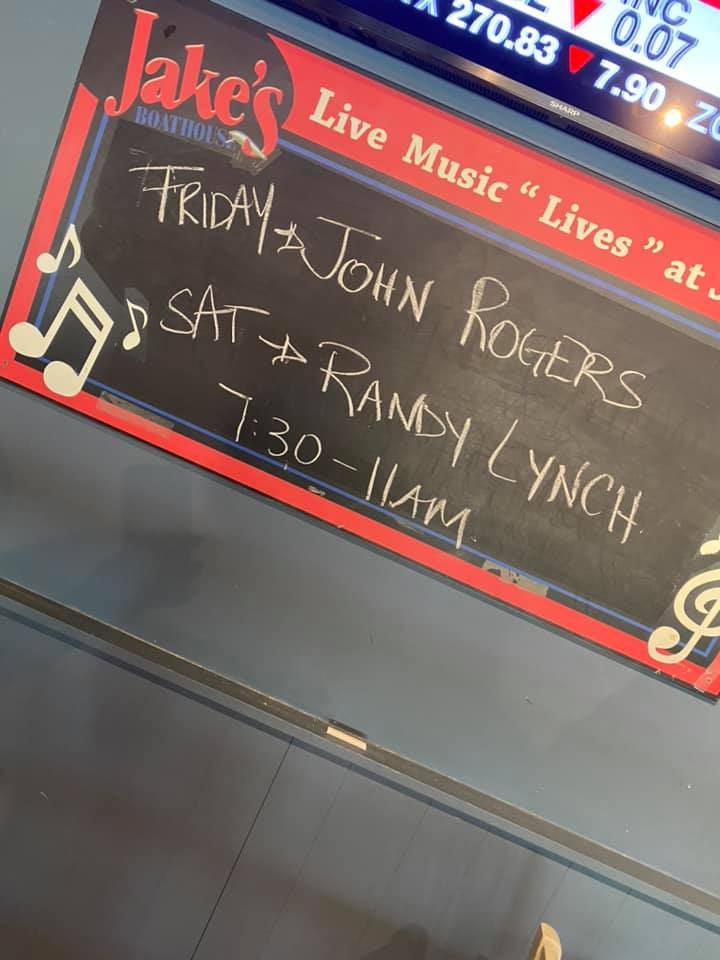 INC
270.83 ▼ 7.90
0.07
SHARP
Jake's
BOATHOUSE
Live Music “Lives” at
FRIDAY → JOHN ROGERS
SAT → RANDY LYNCH
7:30-11AM